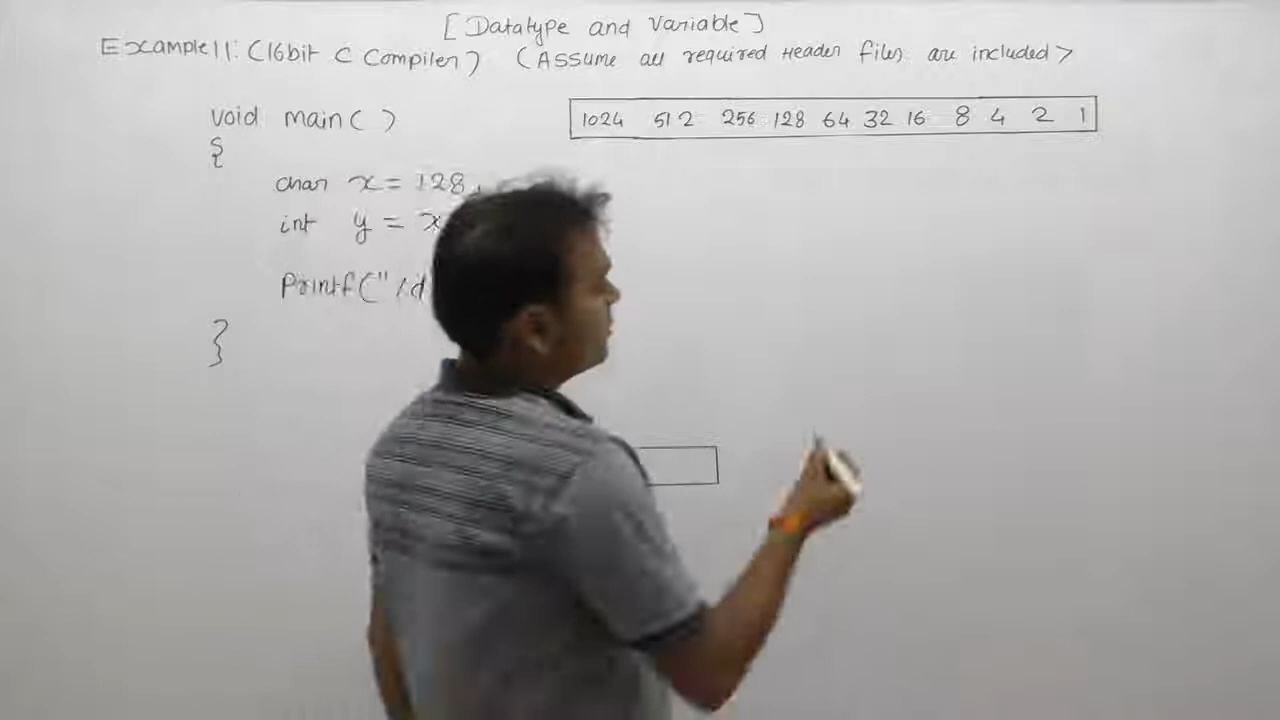 [Datatype and Variable]
Example 11: (16bit C Compiler) (Assume all required Header files are included>
void main( )
1024 512 256 128 64 32 16 8 4 2 1
{
char x = 128
int y = x
Printf("%d
}